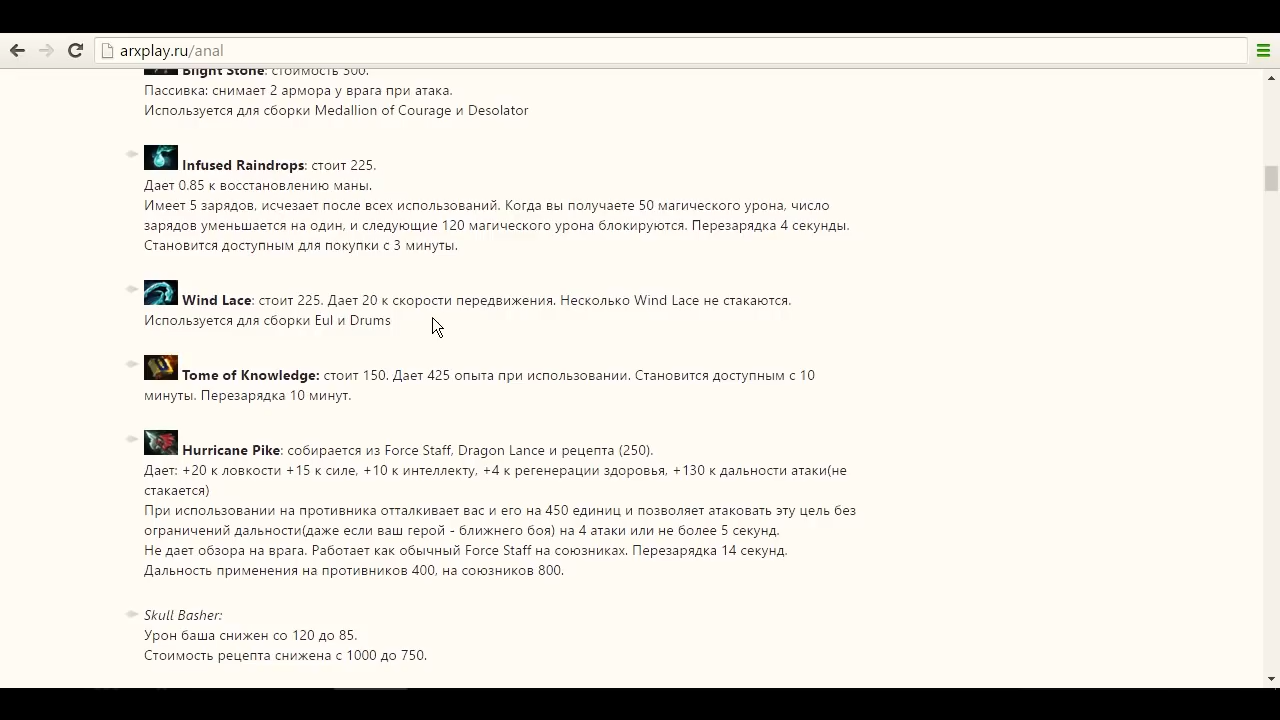 arxplay.ru/anal
Blight Stone: стоимость 300.
Пассивка: снимает 2 армора у врага при атака.
Используется для сборки Medallion of Courage и Desolator
Infused Raindrops: стоит 225.
Дает 0.85 к восстановлению маны.
Имеет 5 зарядов, исчезает после всех использований. Когда вы получаете 50 магического урона, число
зарядов уменьшается на один, и следующие 120 магического урона блокируются. Перезарядка 4 секунды.
Становится доступным для покупки с 3 минуты.
Wind Lace: стоит 225. Дает 20 к скорости передвижения. Несколько Wind Lace не стакаются.
Используется для сборки Eul и Drums
Tome of Knowledge: стоит 150. Дает 425 опыта при использовании. Становится доступным с 10
минуты. Перезарядка 10 минут.
Hurricane Pike: собирается из Force Staff, Dragon Lance и рецепта (250).
Дает: +20 к ловкости +15 к силе, +10 к интеллекту, +4 к регенерации здоровья, +130 к дальности атаки(не
стакается)
При использовании на противника отталкивает вас и его на 450 единиц и позволяет атаковать эту цель без
ограничений дальности(даже если ваш герой - ближнего боя) на 4 атаки или не более 5 секунд.
Не дает обзора на врага. Работает как обычный Force Staff на союзниках. Перезарядка 14 секунд.
Дальность применения на противников 400, на союзников 800.
Skull Basher:
Урон баша снижен со 120 до 85.
Стоимость рецепта снижена с 1000 до 750.